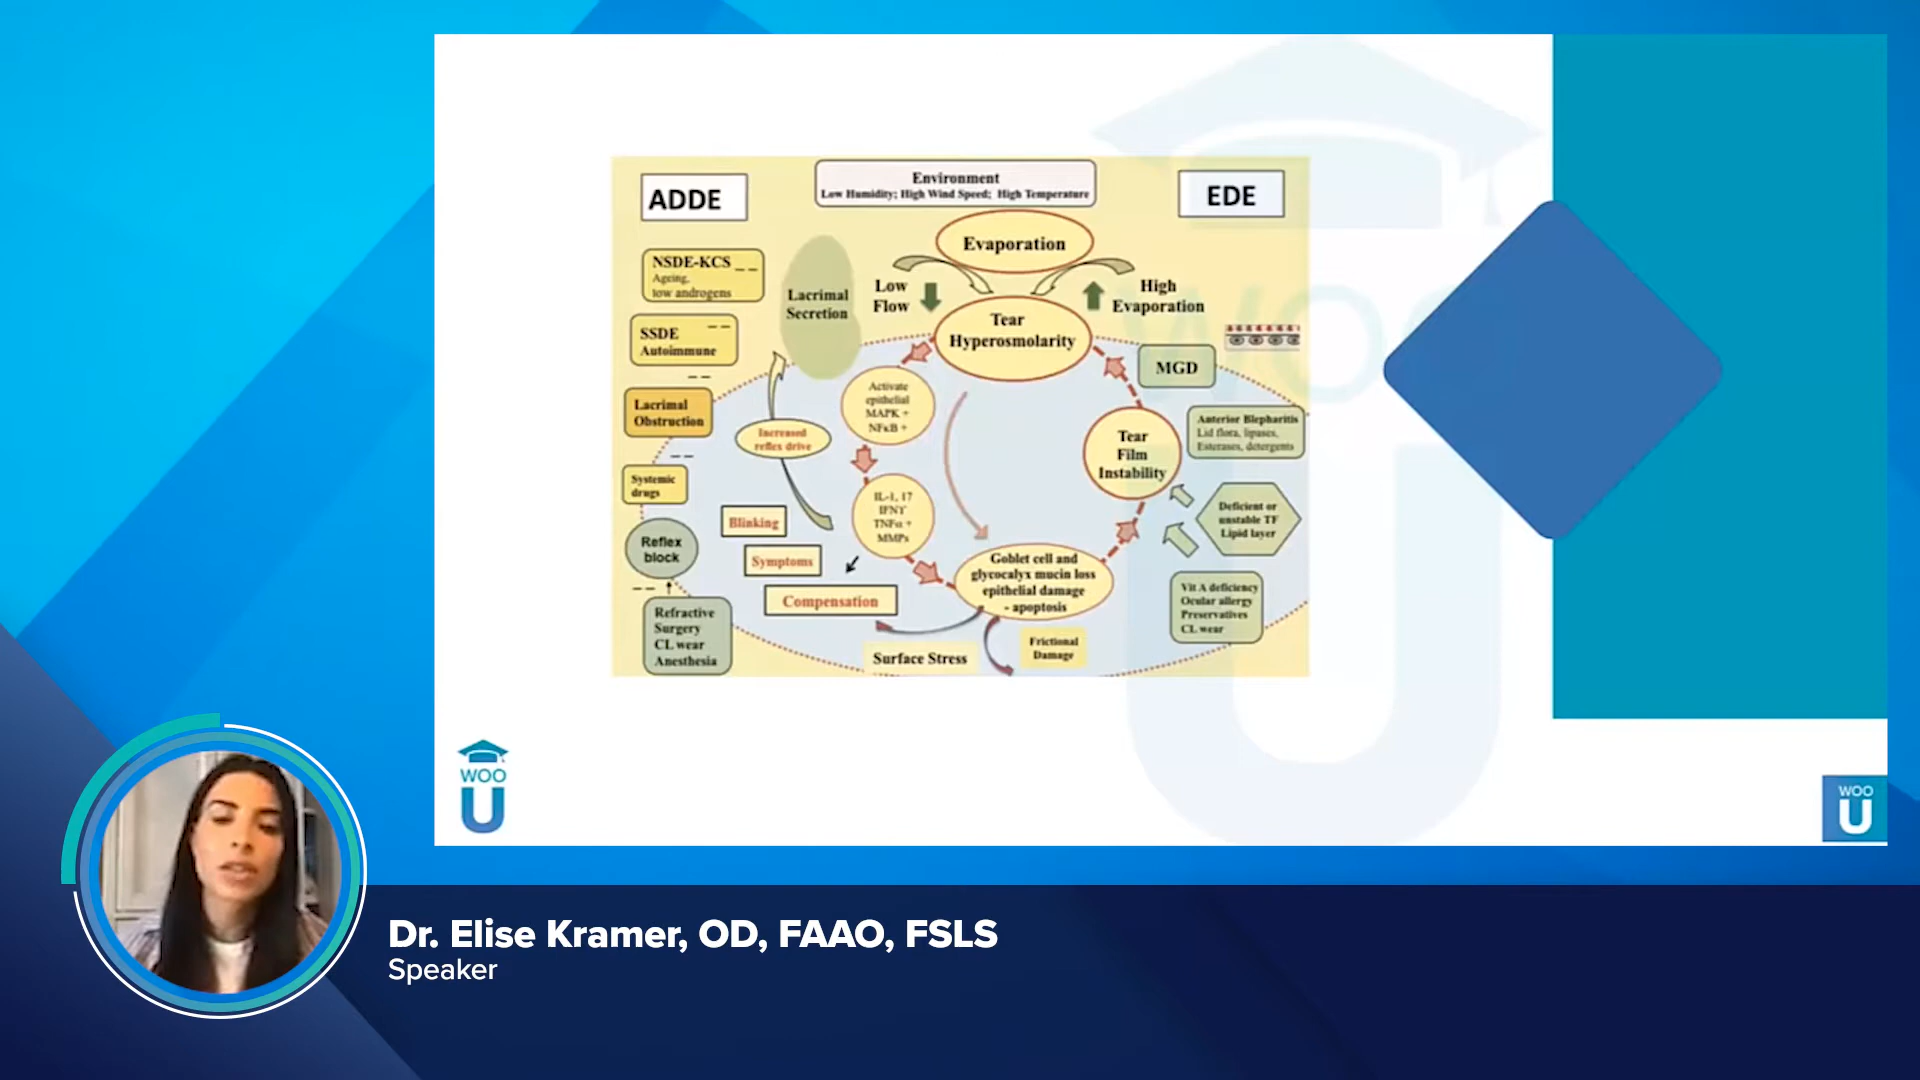 ADDE
Environment
Low Humidity; High Wind Speed; High Temperature
EDE
Evaporation
NSDE-KCS
Ageing,
low androgens
Lacrimal
Secretion
Low
Flow
High
Evaporation
Tear
Hyperosmolarity
SSDE
Autoimmune
MGD
Activate
epithelial
MAPK +
NFκB +
Lacrimal
Obstruction
Increased
reflex drive
Anterior Blepharitis
Lid flora, lipases,
Esterases, detergents
Tear
Film
Instability
Systemic
drugs
IL-1, 17
IFNϒ
TNFα +
MMPs
Blinking
Deficient or
unstable TF
Lipid layer
Reflex
block
Symptoms
Goblet cell and
glycocalyx mucin loss
epithelial damage
- apoptosis
Compensation
Vit A deficiency
Ocular allergy
Preservatives
CL wear
Refractive
Surgery
CL wear
Anesthesia
Surface Stress
Frictional
Damage
WOO
U
WOO
U
WOO
U
Dr. Elise Kramer, OD, FAAO, FSLS
Speaker